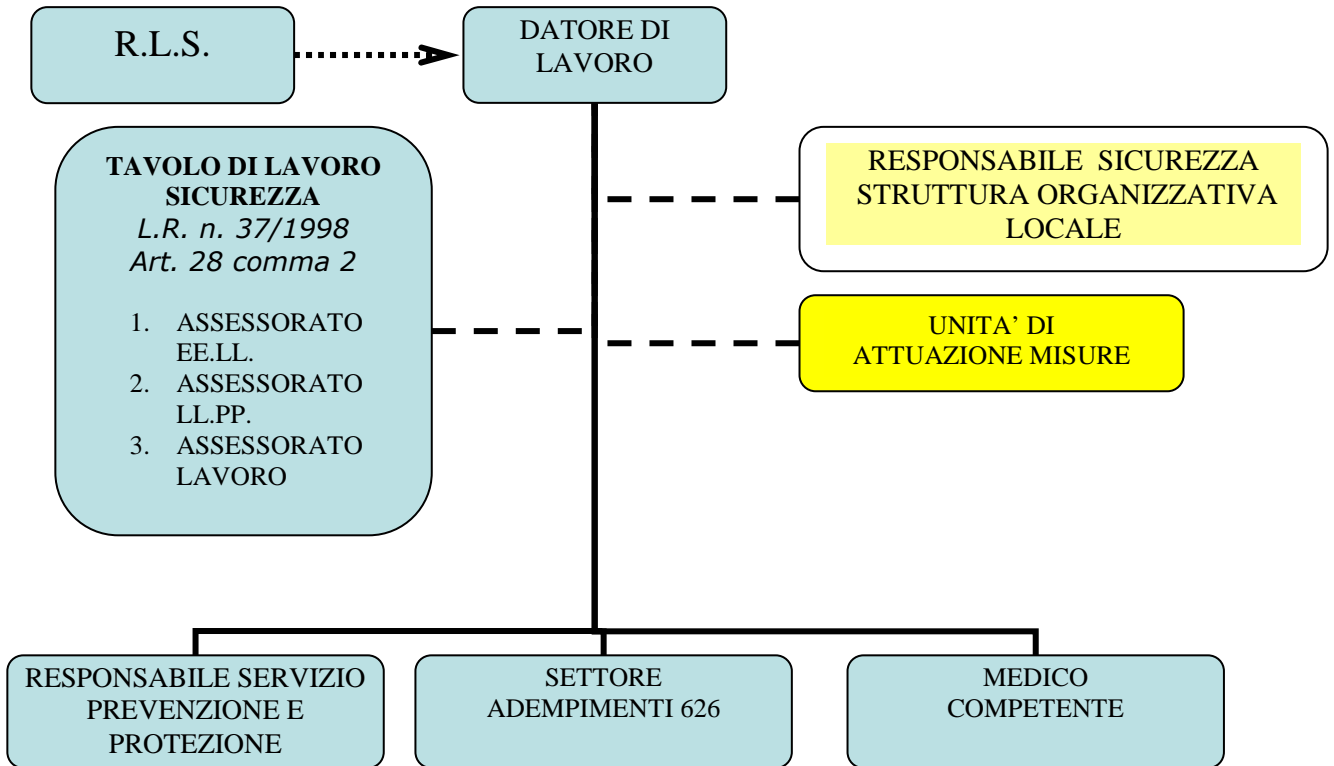 R.L.S.
DATORE DI
LAVORO
TAVOLO DI LAVORO
SICUREZZA
L.R. n. 37/1998
Art. 28 comma 2
1. ASSESSORATO
EE.LL.
2. ASSESSORATO
LL.PP.
3. ASSESSORATO
LAVORO
RESPONSABILE SICUREZZA
STRUTTURA ORGANIZZATIVA
LOCALE
UNITA’ DI
ATTUAZIONE MISURE
RESPONSABILE SERVIZIO
PREVENZIONE E
PROTEZIONE
SETTORE
ADEMPIMENTI 626
MEDICO
COMPETENTE